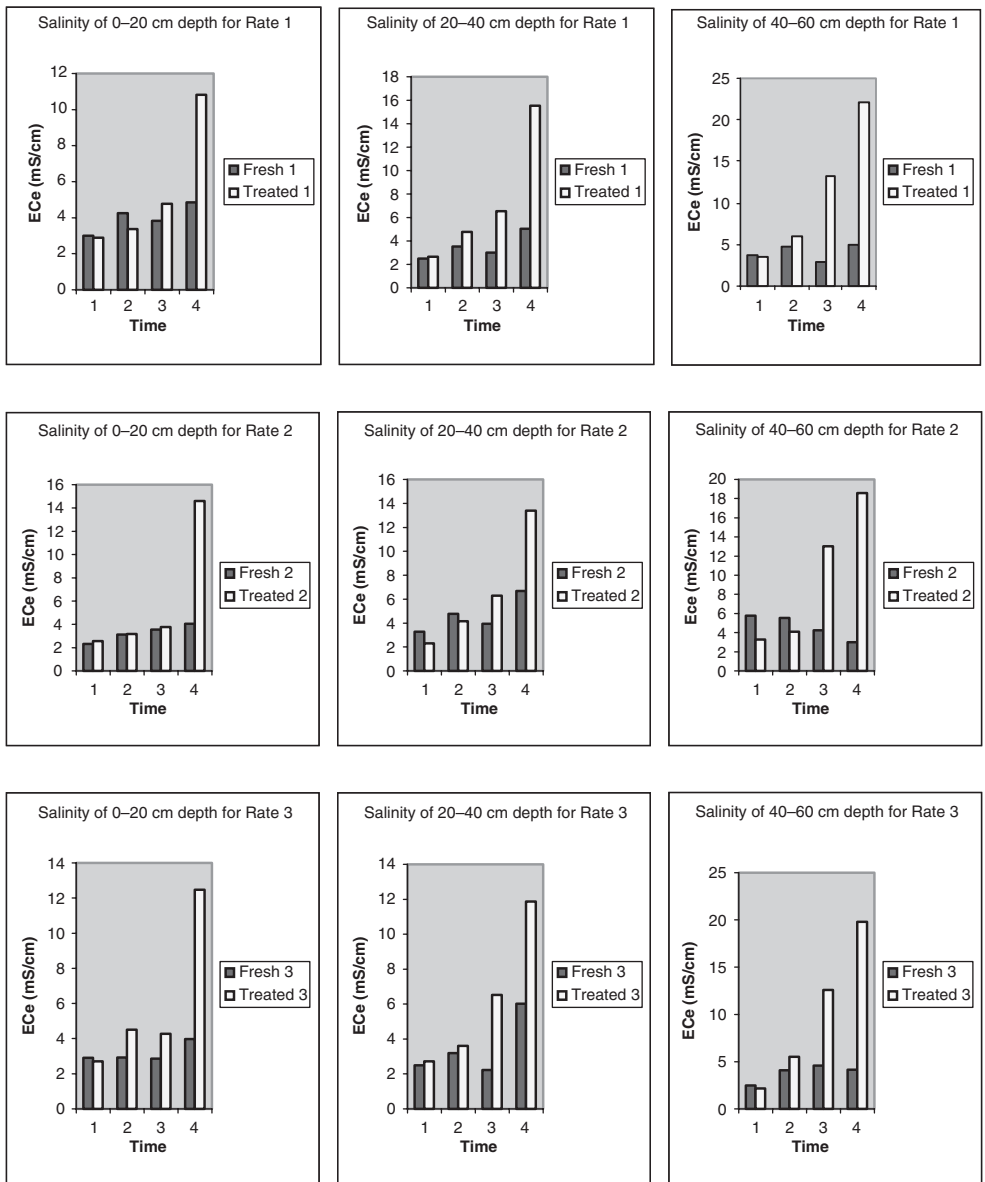 Salinity of 0–20 cm depth for Rate 1
ECe (mS/cm)
12
10
8
6
4
2
0
1 2 3 4
Time
Fresh 1
Treated 1
Salinity of 20–40 cm depth for Rate 1
ECe (mS/cm)
18
16
14
12
10
8
6
4
2
0
1 2 3 4
Time
Fresh 1
Treated 1
Salinity of 40–60 cm depth for Rate 1
ECe (mS/cm)
25
20
15
10
5
0
1 2 3 4
Time
Fresh 1
Treated 1
Salinity of 0–20 cm depth for Rate 2
ECe (mS/cm)
16
14
12
10
8
6
4
2
0
1 2 3 4
Time
Fresh 2
Treated 2
Salinity of 20–40 cm depth for Rate 2
ECe (mS/cm)
16
14
12
10
8
6
4
2
0
1 2 3 4
Time
Fresh 2
Treated 2
Salinity of 40–60 cm depth for Rate 2
Ece (mS/cm)
20
18
16
14
12
10
8
6
4
2
0
1 2 3 4
Time
Fresh 2
Treated 2
Salinity of 0–20 cm depth for Rate 3
ECe (mS/cm)
14
12
10
8
6
4
2
0
1 2 3 4
Time
Fresh 3
Treated 3
Salinity of 20–40 cm depth for Rate 3
ECe (mS/cm)
14
12
10
8
6
4
2
0
1 2 3 4
Time
Fresh 3
Treated 3
Salinity of 40–60 cm depth for Rate 3
ECe (mS/cm)
25
20
15
10
5
0
1 2 3 4
Time
Fresh 3
Treated 3